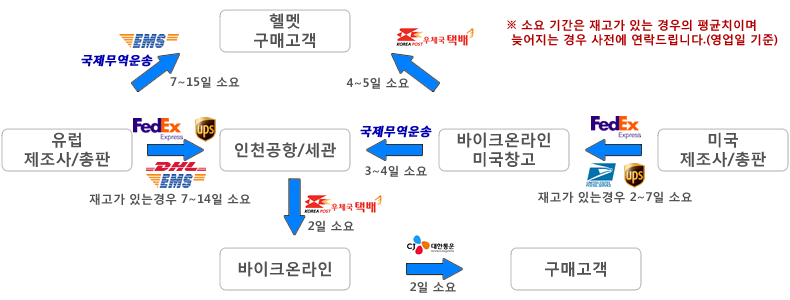 헬멧
구매고객
※ 소요 기간은 재고가 있는 경우의 평균치이며
늦어지는 경우 사전에 연락드립니다.(영업일 기준)
EMS
국제무역운송
7~15일 소요
KOREA POST 우체국 택배
4~5일 소요
유럽
제조사/총판
FedEx
Express
ups
DHL
EMS
재고가 있는경우 7~14일 소요
인천공항/세관
국제무역운송
3~4일 소요
바이크온라인
미국창고
FedEx
Express
ups
재고가 있는경우 2~7일 소요
미국
제조사/총판
KOREA POST 우체국 택배
2일 소요
바이크온라인
CJ 대한통운
2일 소요
구매고객